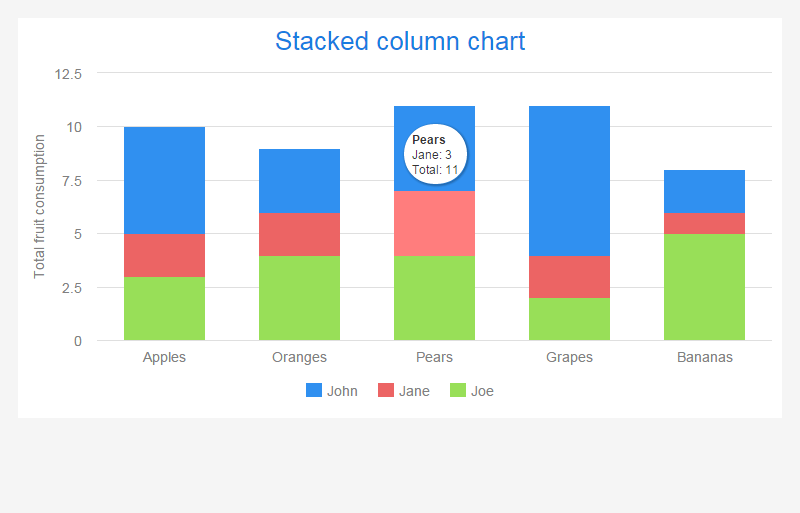 Stacked column chart
Total fruit consumption
12.5
10
7.5
5
2.5
0
Pears
Jane: 3
Total: 11
Apples
Oranges
Pears
Grapes
Bananas
John
Jane
Joe